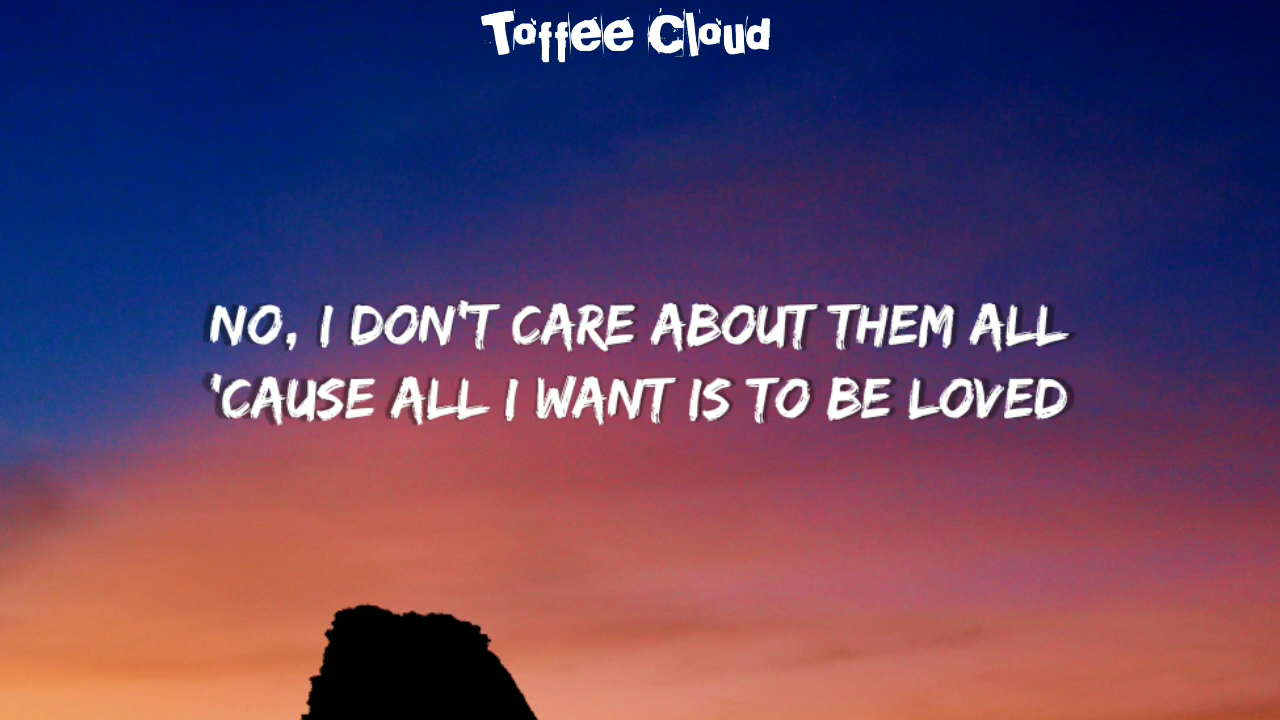 Toffee Cloud
NO, I DON'T CARE ABOUT THEM ALL
'CAUSE ALL I WANT IS TO BE LOVED